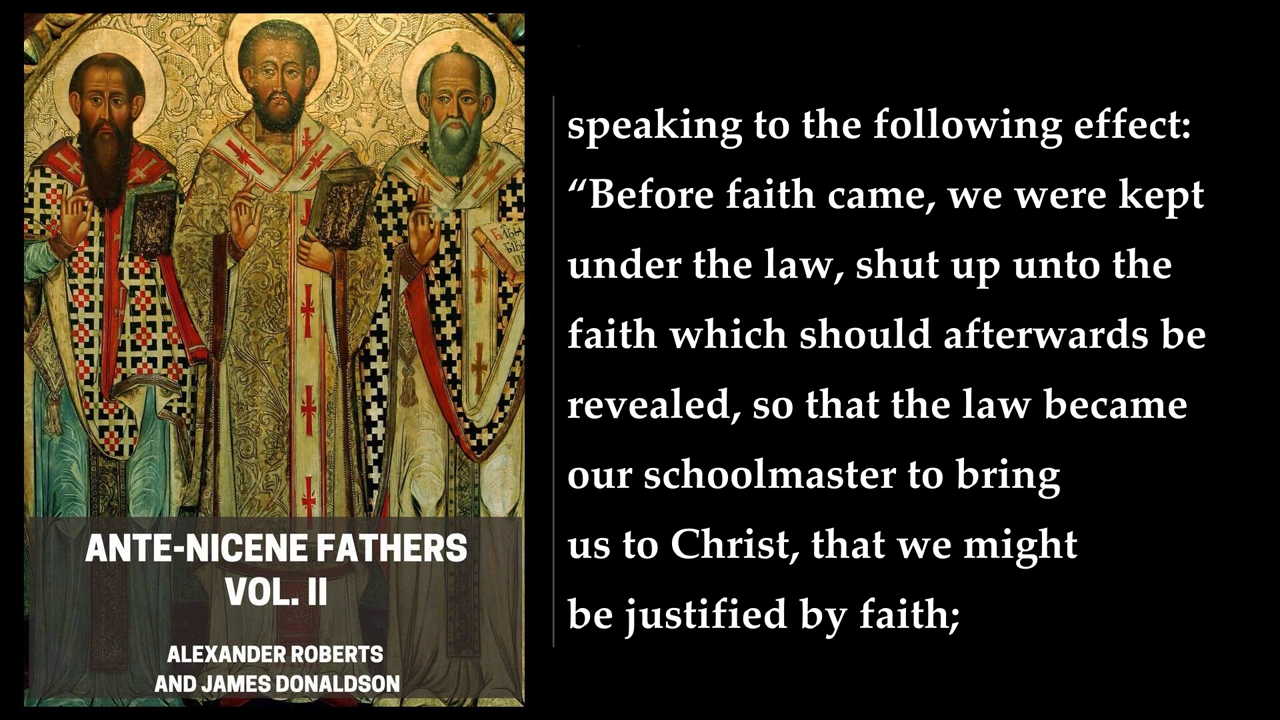 ANTE-NICENE FATHERS
VOL. II
ALEXANDER ROBERTS
AND JAMES DONALDSON
speaking to the following effect:
“Before faith came, we were kept
under the law, shut up unto the
faith which should afterwards be
revealed, so that the law became
our schoolmaster to bring
us to Christ, that we might
be justified by faith;